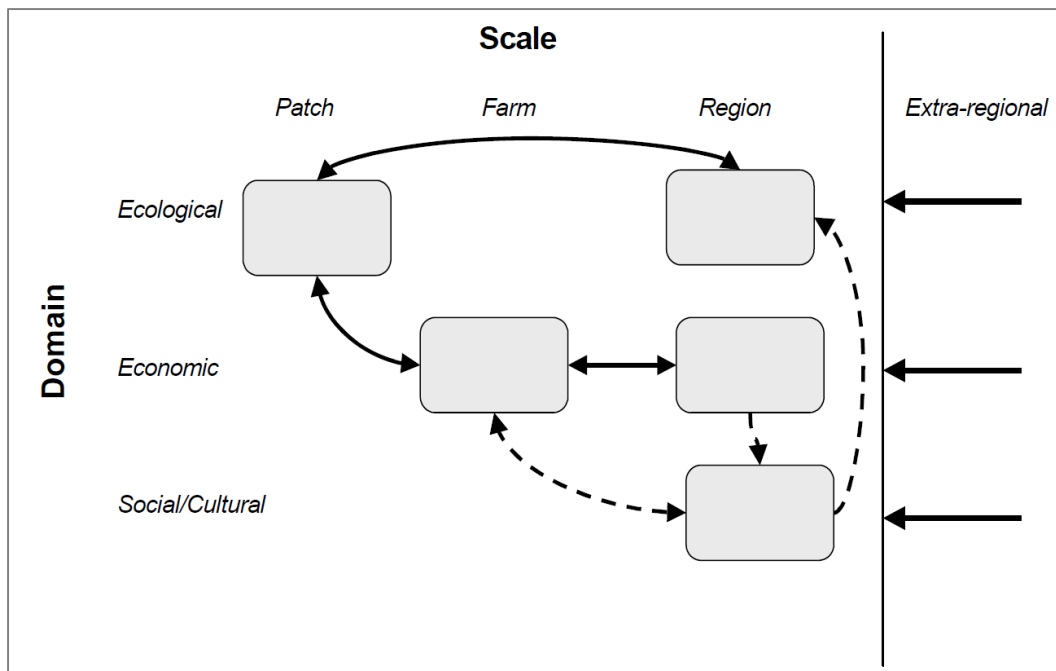 Scale
Patch Farm Region Extra-regional
Ecological
Domain
Economic
Social/Cultural